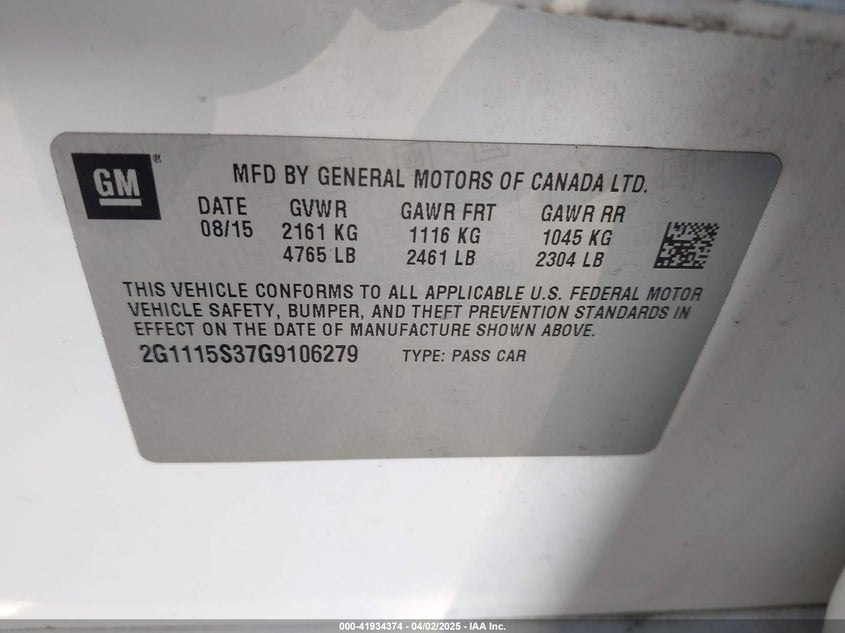 GM ®
MFD BY GENERAL MOTORS OF CANADA LTD.
DATE GVWR GAWR FRT GAWR RR
08/15 2161 KG 1116 KG 1045 KG
4765 LB 2461 LB 2304 LB
THIS VEHICLE CONFORMS TO ALL APPLICABLE U.S. FEDERAL MOTOR
VEHICLE SAFETY, BUMPER, AND THEFT PREVENTION STANDARDS IN
EFFECT ON THE DATE OF MANUFACTURE SHOWN ABOVE.
2G1115S37G9106279 TYPE: PASS CAR
000-41934374 | 04/02/2025 | IAA Inc.